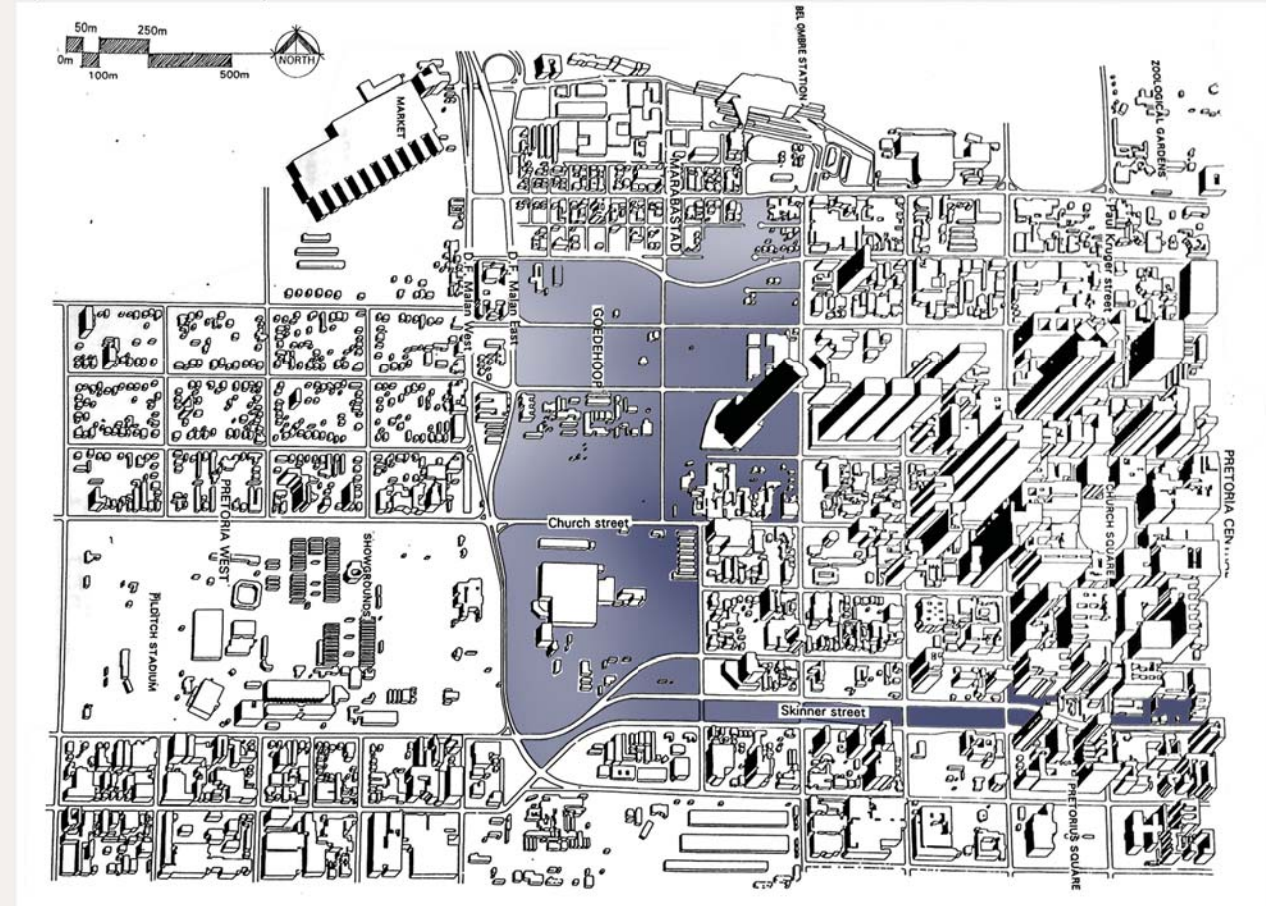 50m 250m
0m 100m 500m
NORTH
BEL OMBRE STATION
ZOOLOGICAL GARDENS
MARKET
MARABASTAD
Paul Kruger street
D. F. Malan West
D. F. Malan East
GOEDEHOOP
PRETORIA WEST
Church street
CHURCH SQUARE
PRETORIA
SHOWGROUNDS
PILDITCH STADIUM
Skinner street
PRETORIUS SQUARE